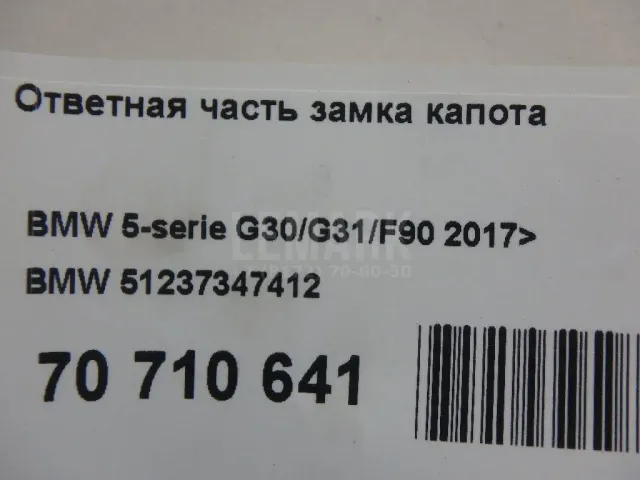 Ответная часть замка капота
BMW 5-serie G30/G31/F90 2017>
BMW 51237347412
70 710 641